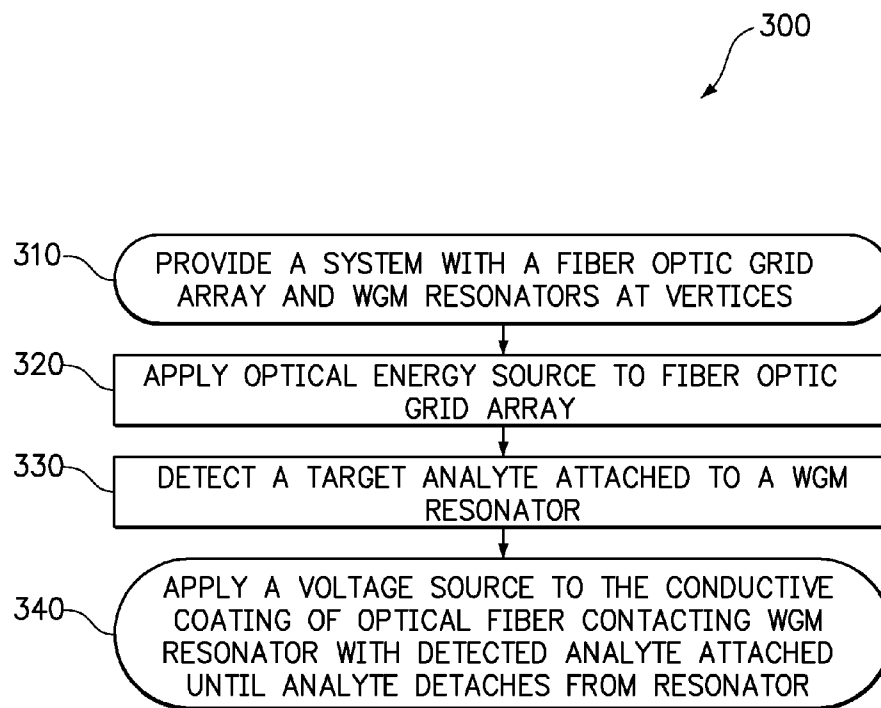 300
310
PROVIDE A SYSTEM WITH A FIBER OPTIC GRID
ARRAY AND WGM RESONATORS AT VERTICES
320
APPLY OPTICAL ENERGY SOURCE TO FIBER OPTIC
GRID ARRAY
330
DETECT A TARGET ANALYTE ATTACHED TO A WGM
RESONATOR
340
APPLY A VOLTAGE SOURCE TO THE CONDUCTIVE
COATING OF OPTICAL FIBER CONTACTING WGM
RESONATOR WITH DETECTED ANALYTE ATTACHED
UNTIL ANALYTE DETACHES FROM RESONATOR